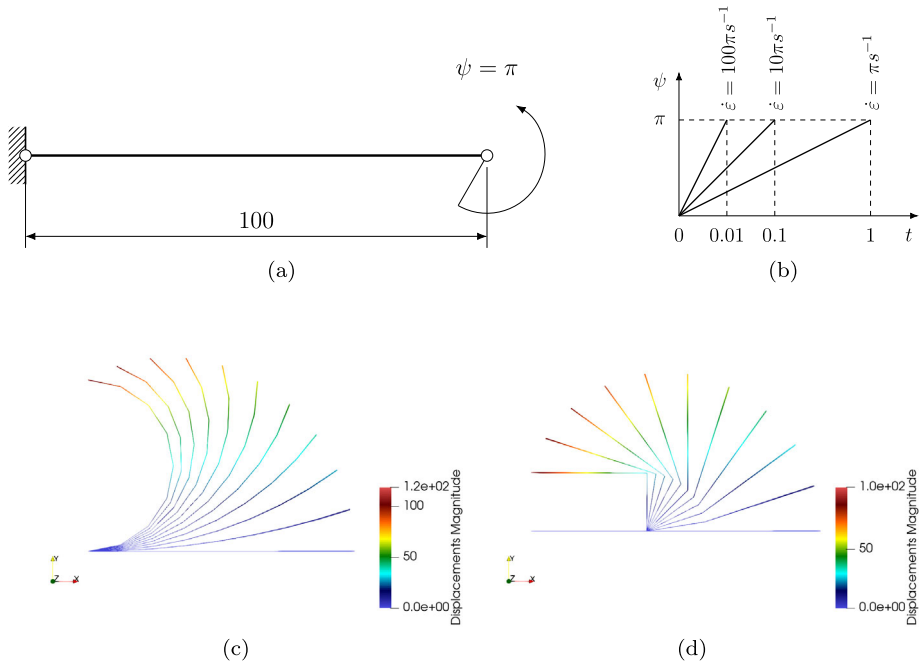 ψ = π
100
(a)
ψ
π
ε̇ = 100πs⁻¹
ε̇ = 10πs⁻¹
ε̇ = πs⁻¹
0 0.01 0.1 1 t
(b)
1.2e+02
100
50
0.0e+00
Displacements Magnitude
Y
Z X
(c)
1.0e+02
50
0.0e+00
Displacements Magnitude
Y
Z X
(d)